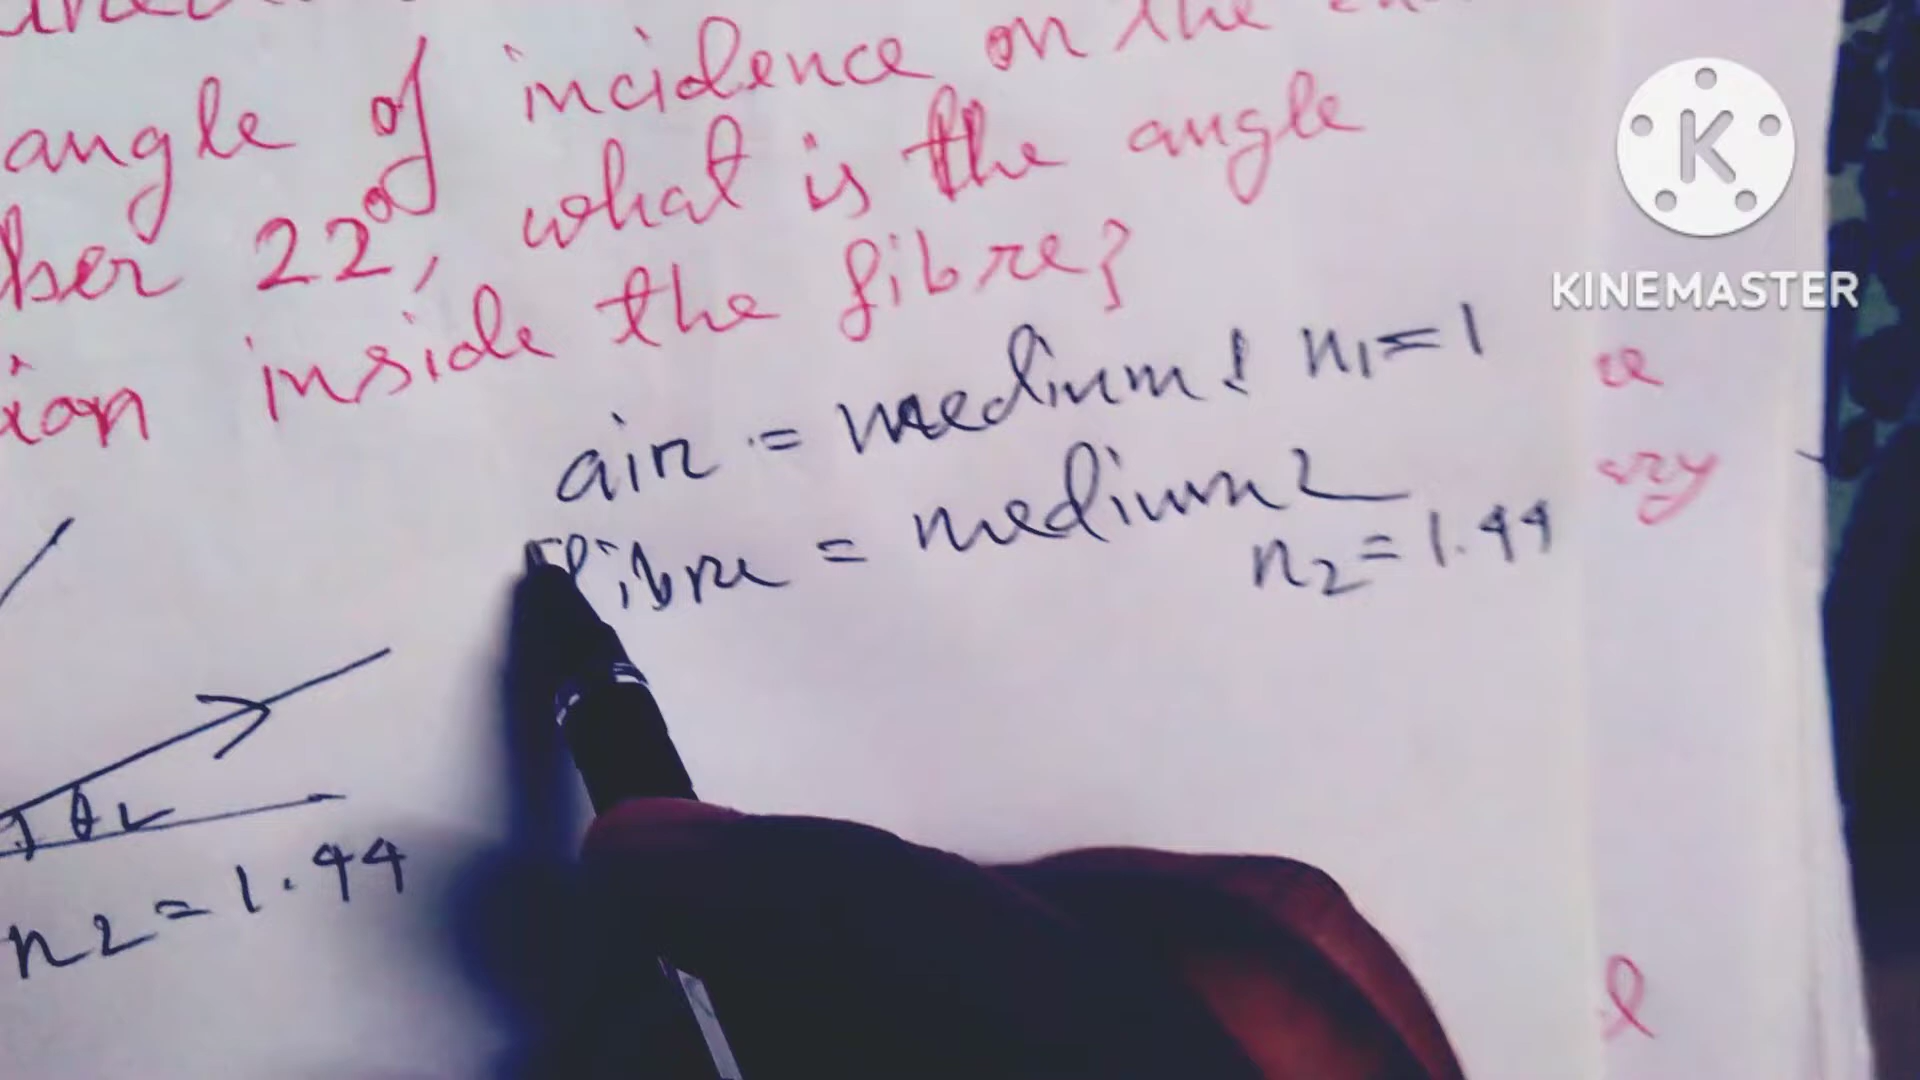 angle of incidence on the
ber 22°, what is the angle
ion inside the fibre?
air = medium 1 n1 = 1
fibre = medium 2
n2 = 1.44
θ2
n2 = 1.44
KINEMASTER